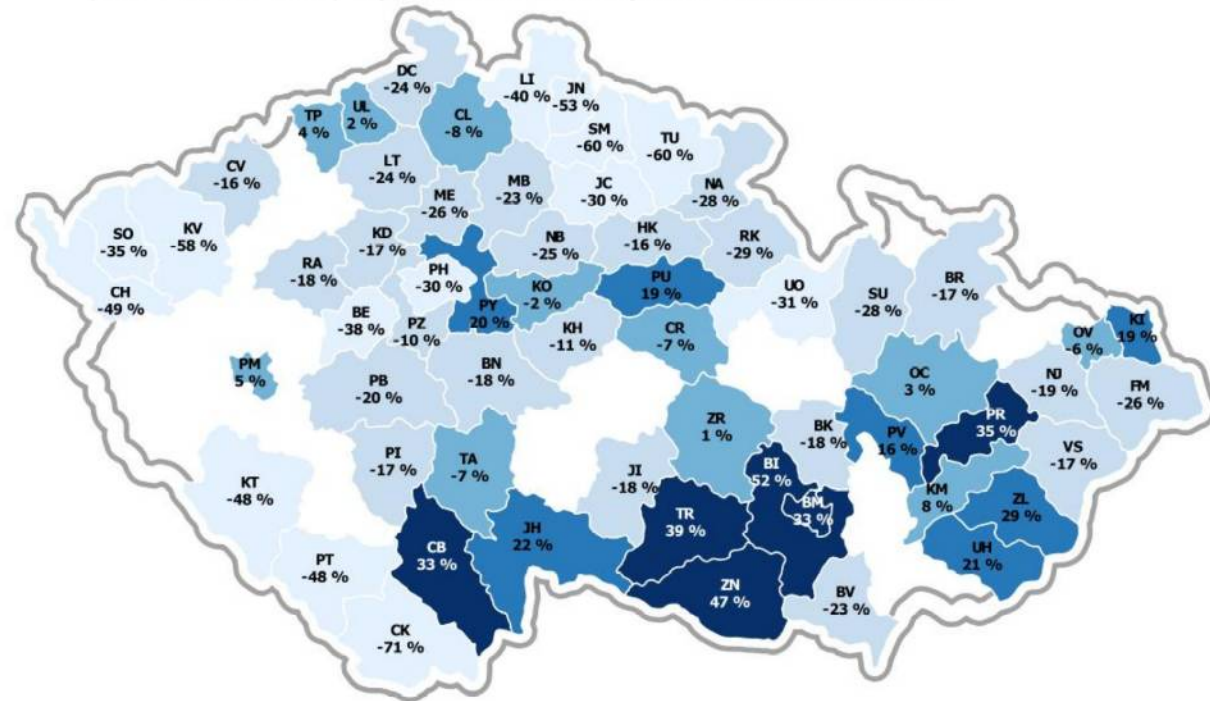 DC
-24 %
LI
-40 %
JN
-53 %
UL
2 %
TP
4 %
CL
-8 %
SM
-60 %
TU
-60 %
CV
-16 %
LT
-24 %
ME
-26 %
MB
-23 %
JC
-30 %
NA
-28 %
SO
-35 %
KV
-58 %
KD
-17 %
NB
-25 %
HK
-16 %
RK
-29 %
RA
-18 %
PH
-30 %
KO
-2 %
PU
19 %
UO
-31 %
SU
-28 %
BR
-17 %
CH
-49 %
BE
-38 %
PZ
-10 %
PY
20 %
KH
-11 %
CR
-7 %
OV
-6 %
KI
19 %
PM
5 %
PB
-20 %
BN
-18 %
OC
3 %
NJ
-19 %
FM
-26 %
ZR
1 %
BK
-18 %
PV
16 %
PR
35 %
PI
-17 %
TA
-7 %
JI
-18 %
BI
52 %
VS
-17 %
KT
-48 %
BM
33 %
KM
8 %
ZL
29 %
CB
33 %
JH
22 %
TR
39 %
UH
21 %
PT
-48 %
ZN
47 %
BV
-23 %
CK
-71 %